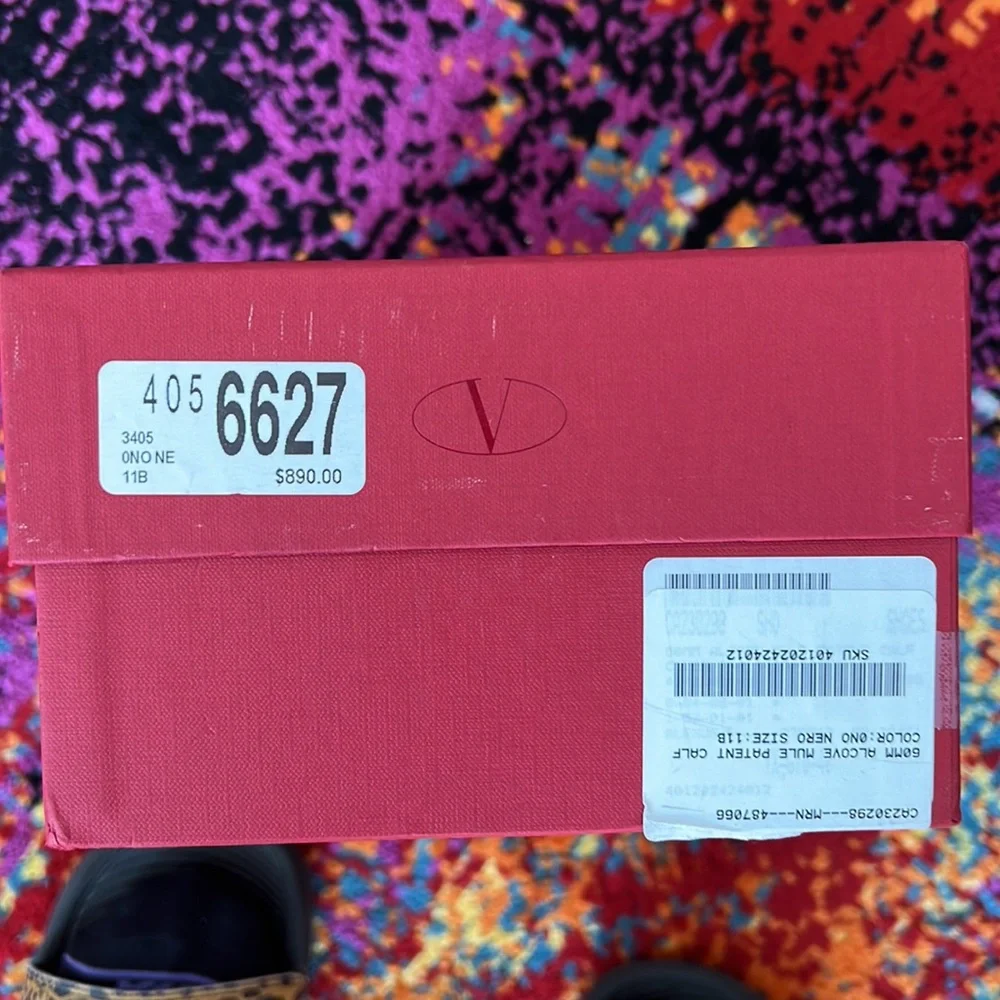 405 6627
3405
0NO NE
11B $890.00
V
SKU 401202424012
60MM ALCOVE MULE PATENT CALF
COLOR:0NO NERO SIZE:11B
CA230298---MRN---487066